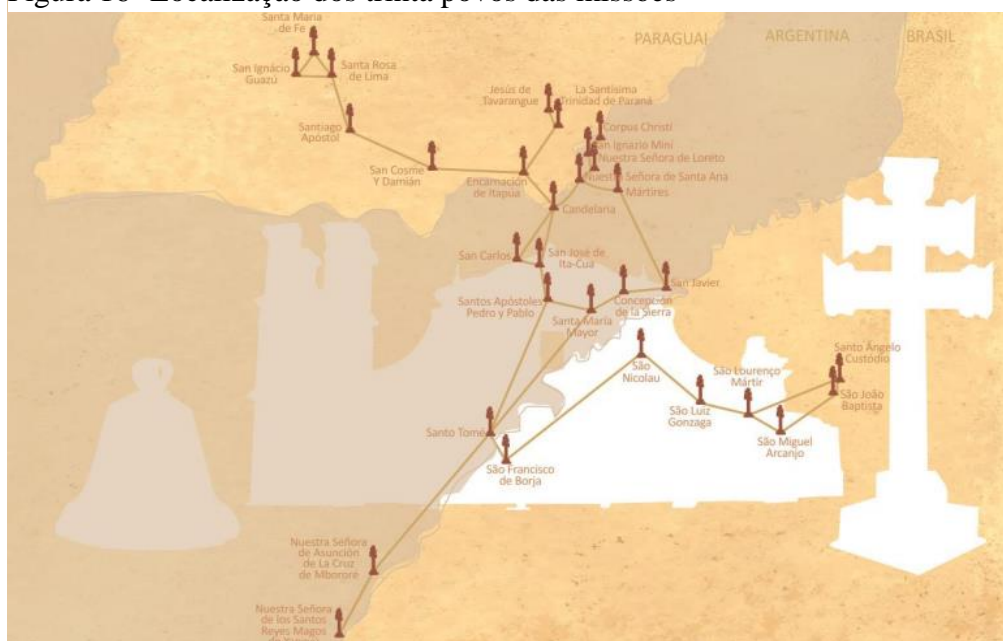 Figura 18- Localização dos trinta povos das missões
Santa María
de Fe
PARAGUAI
ARGENTINA
BRASIL
San Ignácio
Guazú
Santa Rosa
de Lima
Jesús de
Tavarangue
La Santísima
Trinidad de Paraná
Santiago
Apóstol
Corpus Christi
San Ignazio Miní
Nuestra Señora de Loreto
San Cosme
Y Damián
Encarnación
de Itapúa
Nuestra Señora de Santa Ana
Mártires
Candelaria
San Carlos
San José de
Ita-Cua
San Javier
Santos Apóstoles
Pedro y Pablo
Santa María
Mayor
Concepción
de la Sierra
São
Nicolau
São Lourenço
Mártir
Santo Ângelo
Custódio
São Luiz
Gonzaga
São João
Baptista
São Miguel
Arcanjo
Santo Tomé
São Francisco
de Borja
Nuestra Señora
de Asunción
de La Cruz
de Mbororé
Nuestra Señora
de los Santos
Reyes Magos